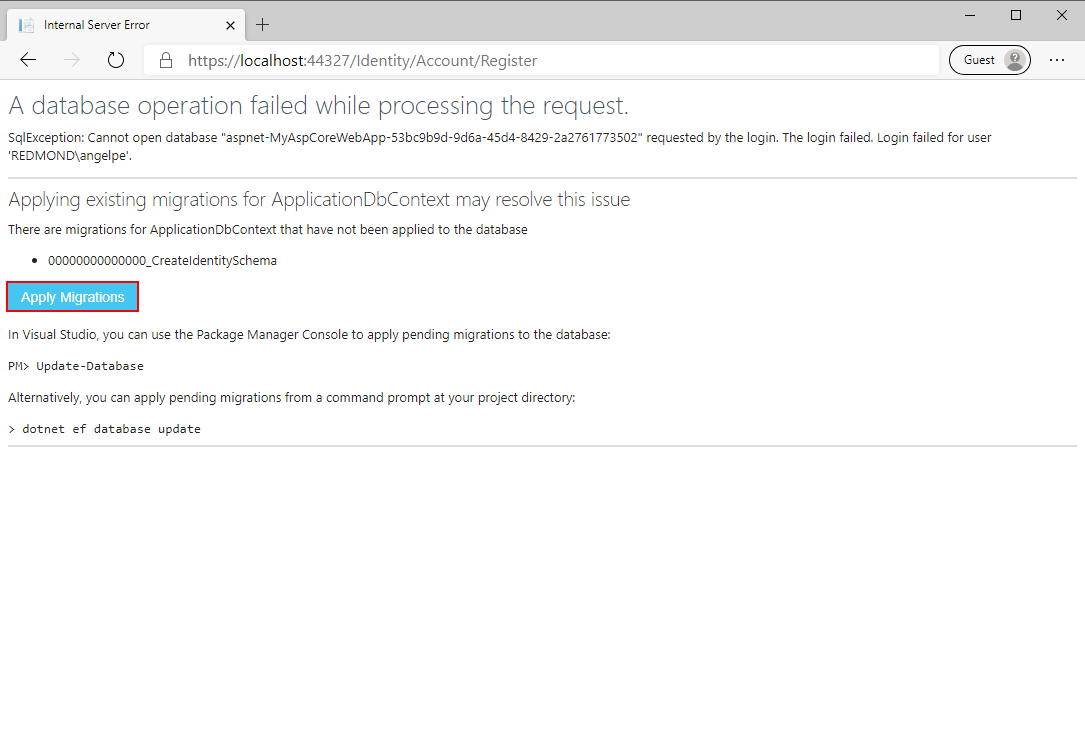 Internal Server Error
https://localhost:44327/Identity/Account/Register
Guest
A database operation failed while processing the request.
SqlException: Cannot open database "aspnet-MyAspCoreWebApp-53bc9b9d-9d6a-45d4-8429-2a2761773502" requested by the login. The login failed. Login failed for user
'REDMOND\angelpe'.
Applying existing migrations for ApplicationDbContext may resolve this issue
There are migrations for ApplicationDbContext that have not been applied to the database
• 00000000000000_CreateIdentitySchema
Apply Migrations
In Visual Studio, you can use the Package Manager Console to apply pending migrations to the database:
PM> Update-Database
Alternatively, you can apply pending migrations from a command prompt at your project directory:
> dotnet ef database update